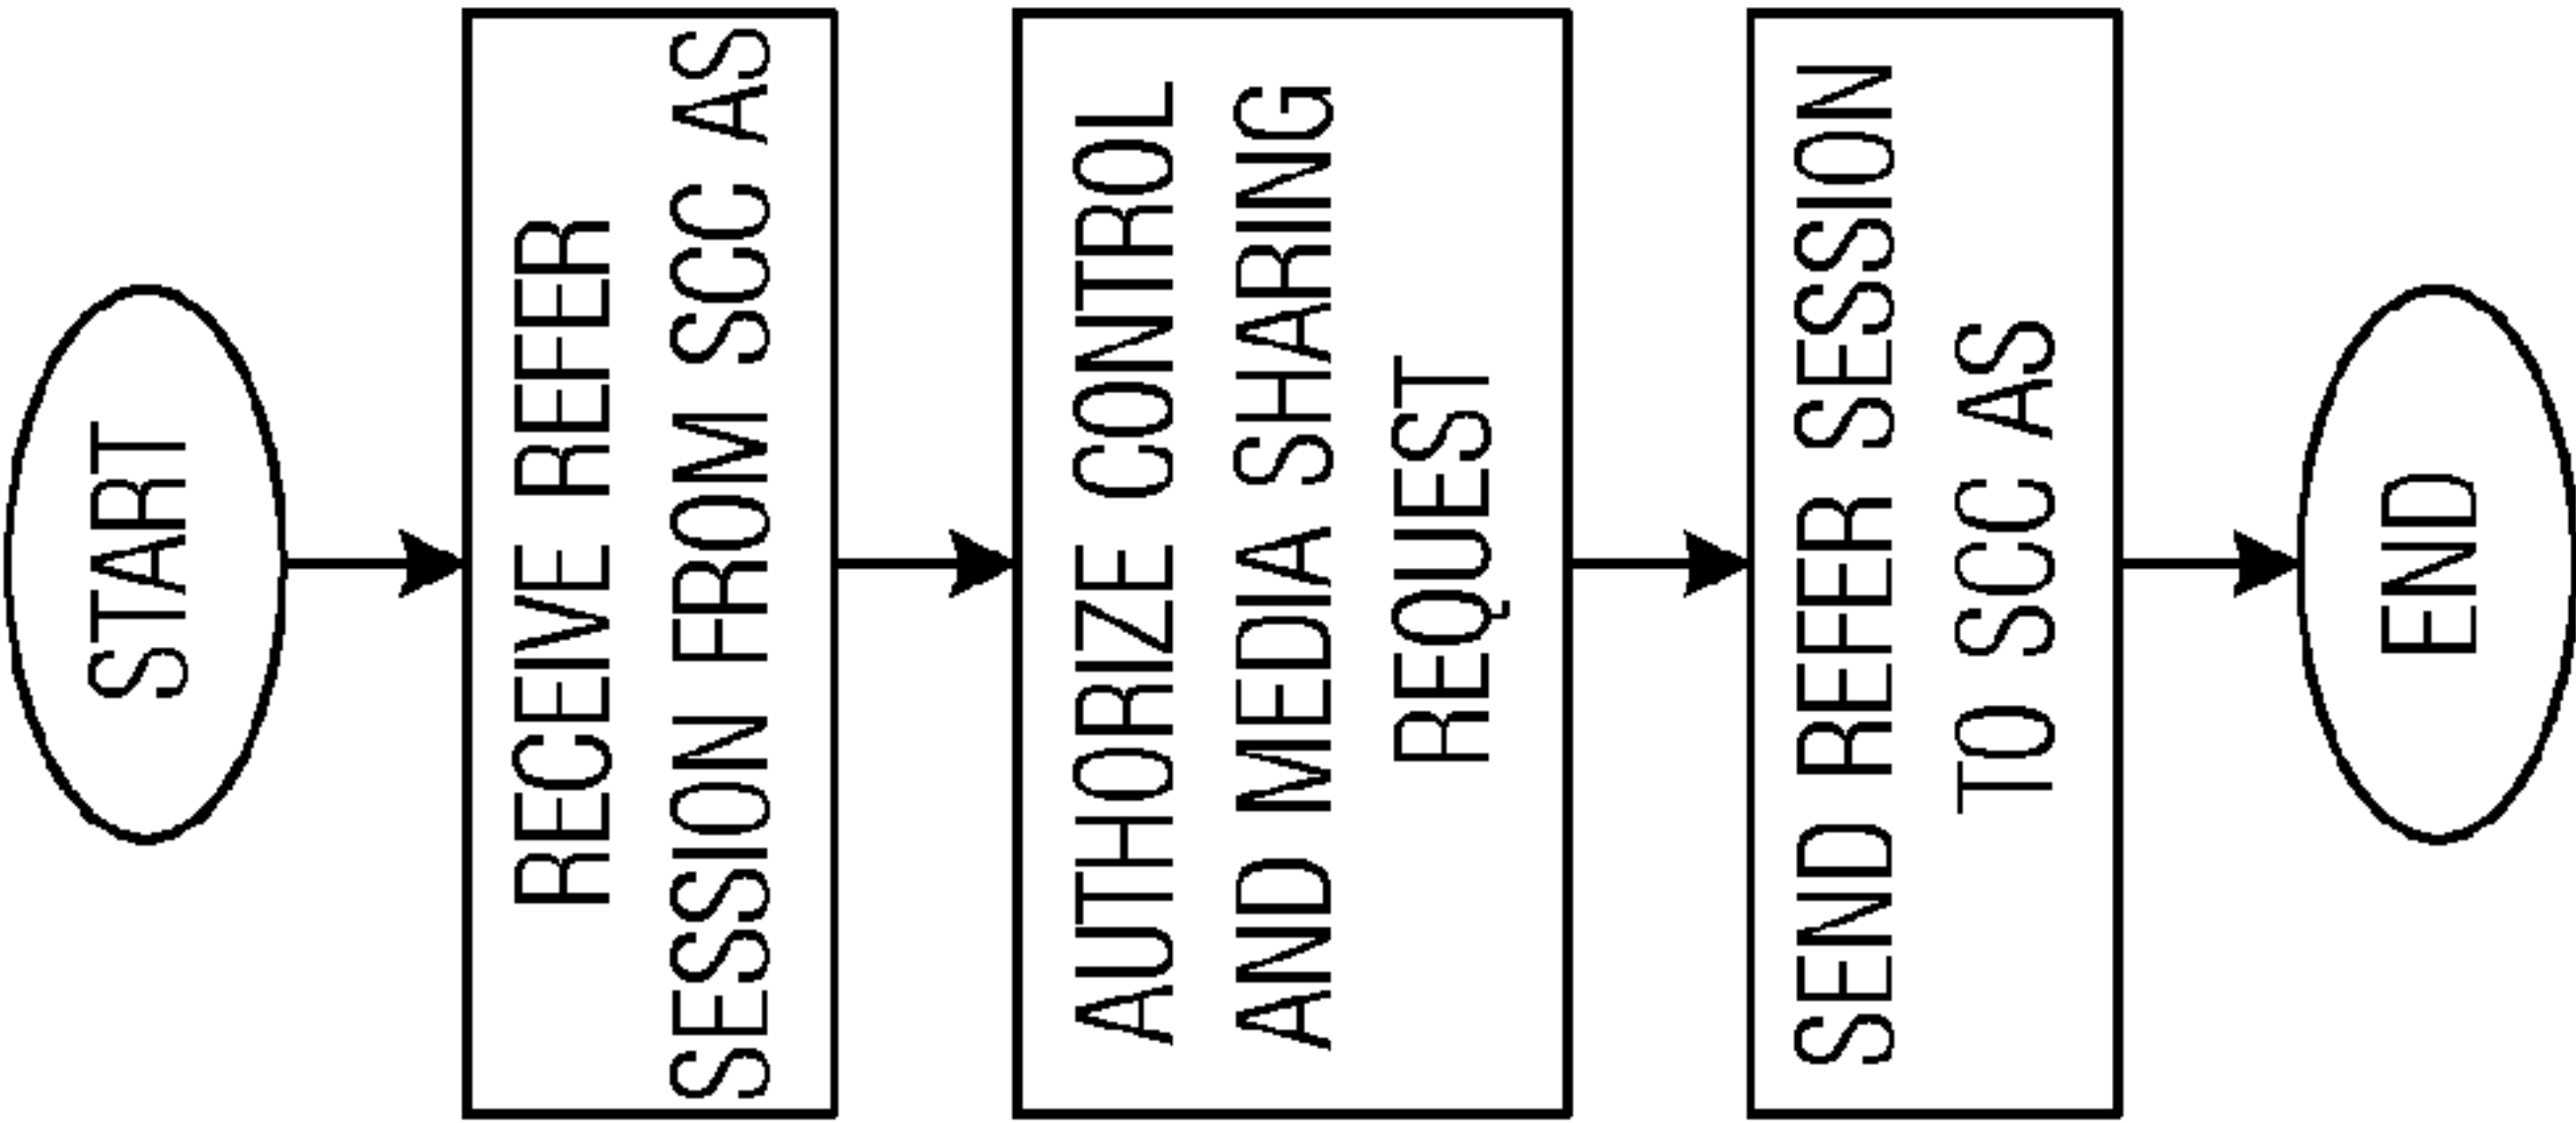 START
RECEIVE REFER
SESSION FROM SCC AS
AUTHORIZE CONTROL
AND MEDIA SHARING
REQUEST
SEND REFER SESSION
TO SCC AS
END